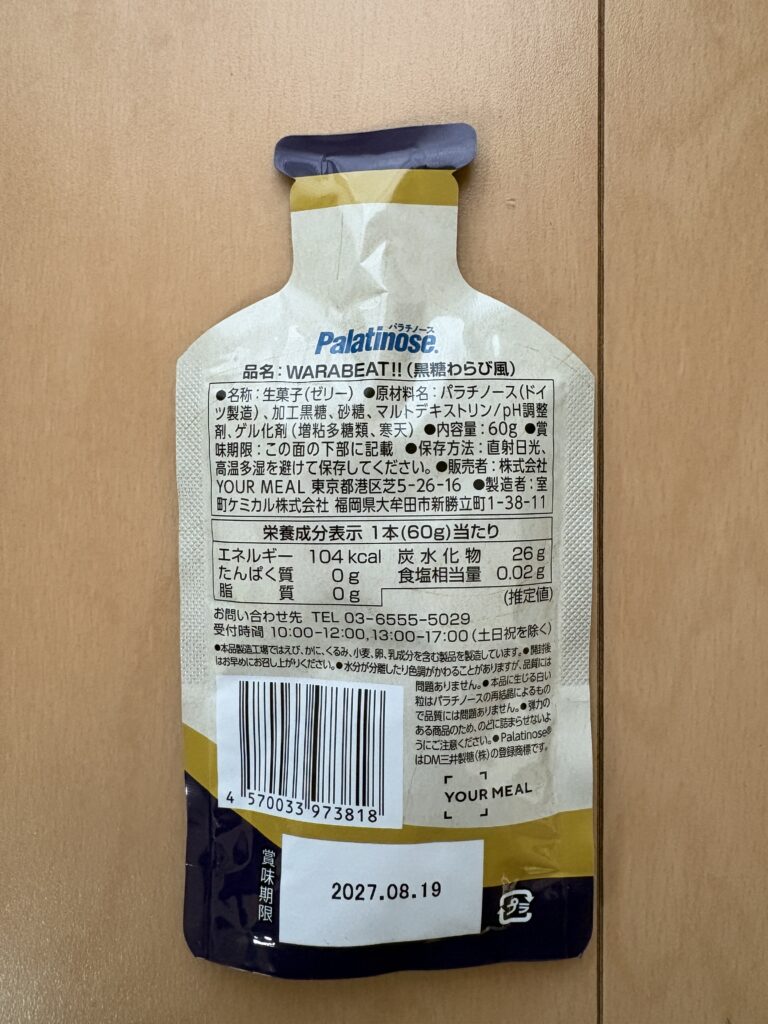 パラチノース
Palatinose®
品名：WARABEAT!!（黒糖わらび風）
●名称：生菓子（ゼリー） ●原材料名：パラチノース（ドイ
ツ製造）、加工黒糖、砂糖、マルトデキストリン/pH調整
剤、ゲル化剤（増粘多糖類、寒天） ●内容量：60g ●賞
味期限：この面の下部に記載 ●保存方法：直射日光、
高温多湿を避けて保存してください。●販売者：株式会社
YOUR MEAL 東京都港区芝5-26-16 ●製造者：室
町ケミカル株式会社 福岡県大牟田市新勝立町1-38-11
栄養成分表示 1本(60g)当たり
エネルギー 104kcal 炭水化物 26g
たんぱく質 0g 食塩相当量 0.02g
脂質 0g
(推定値)
お問い合わせ先 TEL 03-6555-5029
受付時間 10:00-12:00,13:00-17:00（土日祝を除く）
●本品製造工場ではえび、かに、くるみ、小麦、卵、乳成分を含む製品を製造しています。●開封後
はお早めにお召し上がりください。●水分が分離したり色調がかわることがありますが、品質には
問題ありません。●本品に生じる白い
粒はパラチノースの再結晶によるもの
で品質には問題ありません。●弾力の
ある商品のため、のどに詰まらせないよ
うにご注意ください。●Palatinose®
はDM三井製糖(株)の登録商標です。
4 570033 973818
YOUR MEAL
賞味期限
2027.08.19
プラ